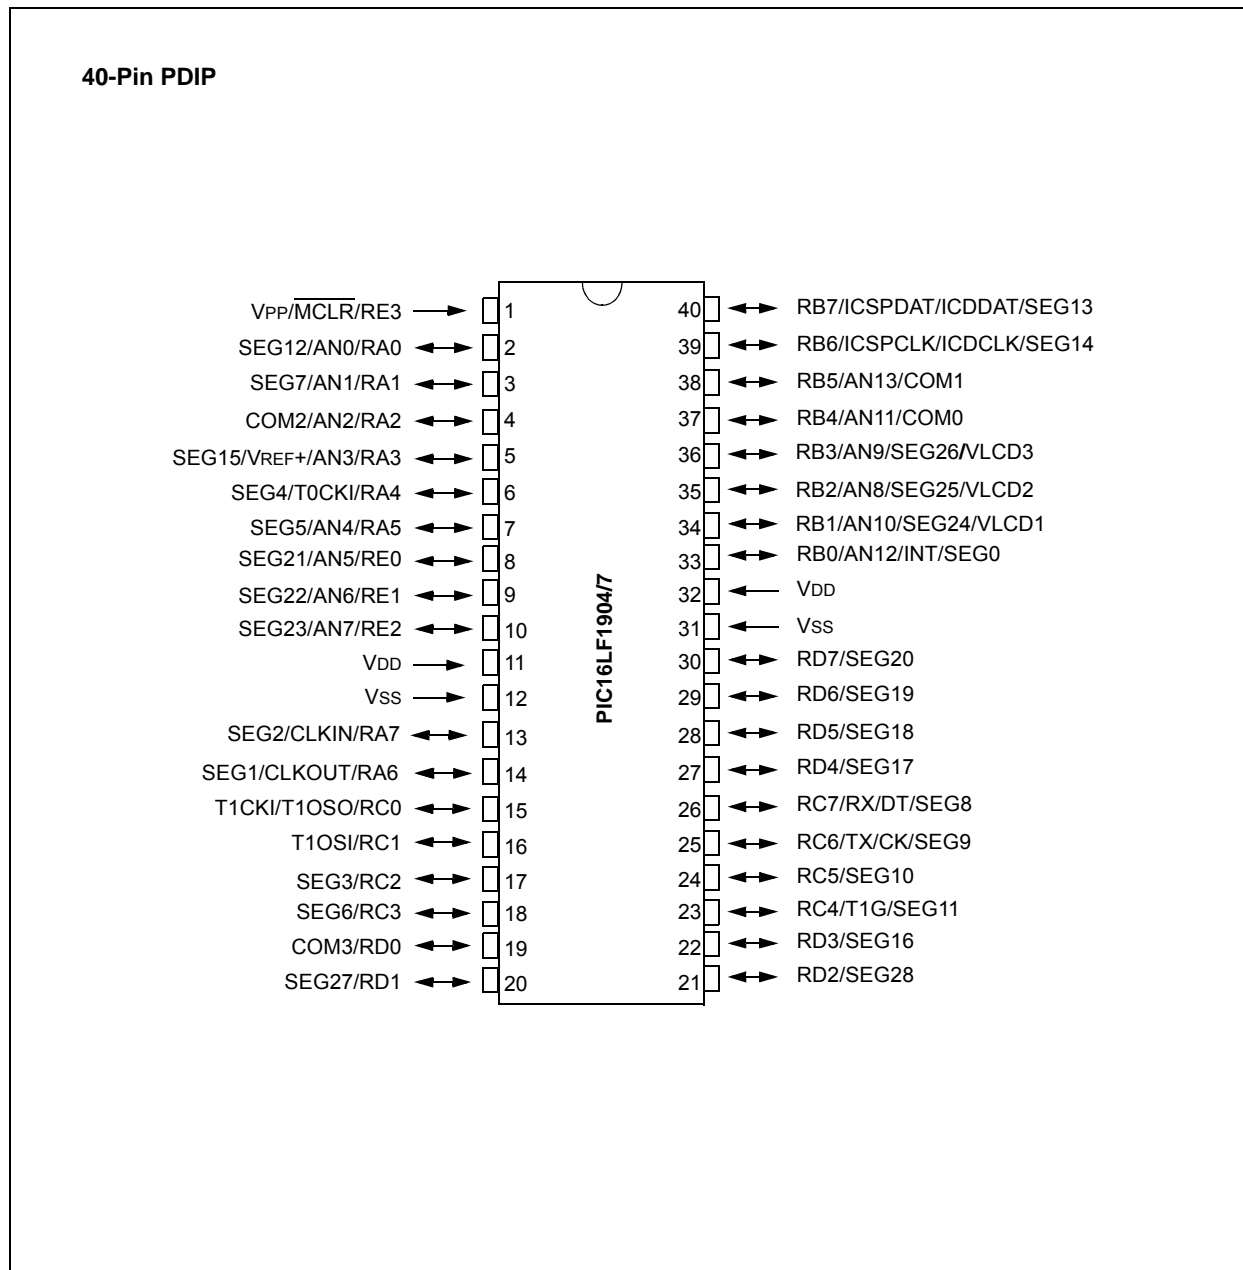 40-Pin PDIP
VPP/MCLR/RE3 1 40 RB7/ICSPDAT/ICDDAT/SEG13
SEG12/AN0/RA0 2 39 RB6/ICSPCLK/ICDCLK/SEG14
SEG7/AN1/RA1 3 38 RB5/AN13/COM1
COM2/AN2/RA2 4 37 RB4/AN11/COM0
SEG15/VREF+/AN3/RA3 5 36 RB3/AN9/SEG26/VLCD3
SEG4/T0CKI/RA4 6 35 RB2/AN8/SEG25/VLCD2
SEG5/AN4/RA5 7 34 RB1/AN10/SEG24/VLCD1
SEG21/AN5/RE0 8 33 RB0/AN12/INT/SEG0
SEG22/AN6/RE1 9 32 VDD
SEG23/AN7/RE2 10 31 VSS
VDD 11 30 RD7/SEG20
VSS 12 29 RD6/SEG19
SEG2/CLKIN/RA7 13 28 RD5/SEG18
SEG1/CLKOUT/RA6 14 27 RD4/SEG17
T1CKI/T1OSO/RC0 15 26 RC7/RX/DT/SEG8
T1OSI/RC1 16 25 RC6/TX/CK/SEG9
SEG3/RC2 17 24 RC5/SEG10
SEG6/RC3 18 23 RC4/T1G/SEG11
COM3/RD0 19 22 RD3/SEG16
SEG27/RD1 20 21 RD2/SEG28
PIC16LF1904/7